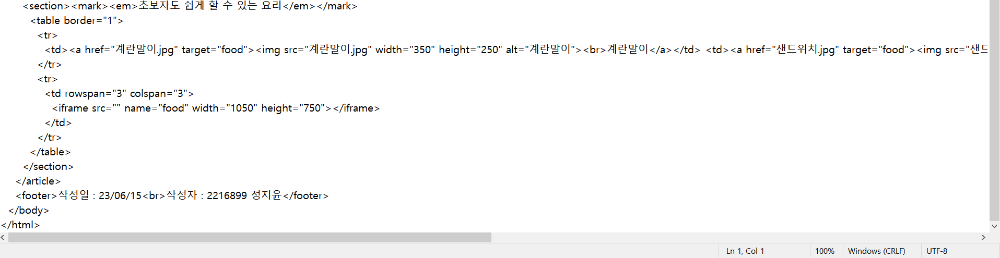 <section><mark><em>초보자도 쉽게 할 수 있는 요리</em></mark>
<table border="1">
<tr>
<td><a href="계란말이.jpg" target="food"><img src="계란말이.jpg" width="350" height="250" alt="계란말이"><br>계란말이</a></td> <td><a href="샌드위치.jpg" target="food"><img src="샌드
</tr>
<tr>
<td rowspan="3" colspan="3">
<iframe src="" name="food" width="1050" height="750"></iframe>
</td>
</tr>
</table>
</section>
</article>
<footer>작성일 : 23/06/15<br>작성자 : 2216899 정지윤</footer>
</body>
</html>
Ln 1, Col 1 100% Windows (CRLF) UTF-8